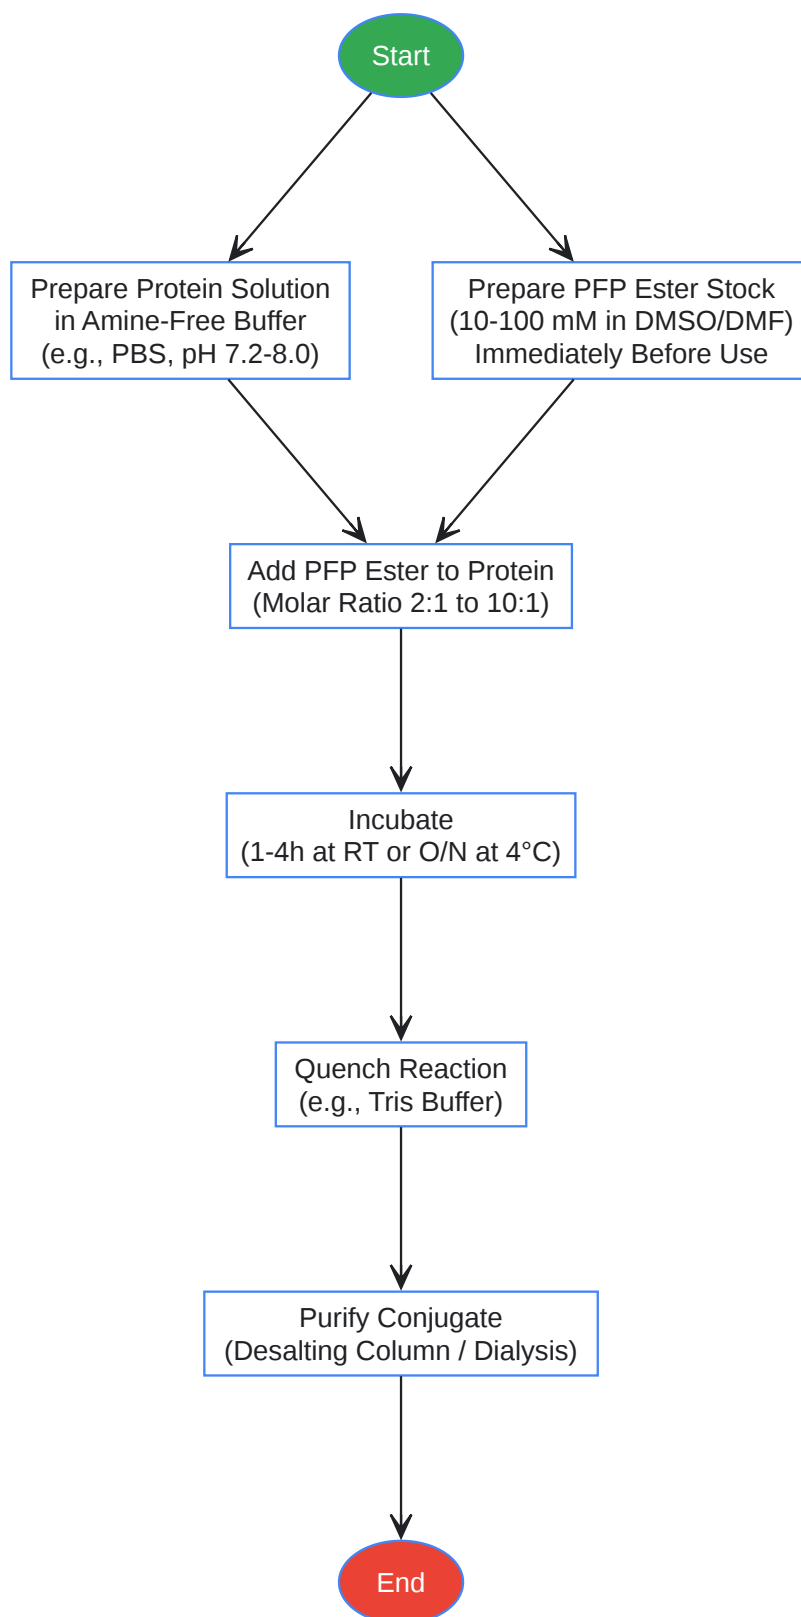 Start
Prepare Protein Solution
in Amine-Free Buffer
(e.g., PBS, pH 7.2-8.0)
Prepare PFP Ester Stock
(10-100 mM in DMSO/DMF)
Immediately Before Use
Add PFP Ester to Protein
(Molar Ratio 2:1 to 10:1)
Incubate
(1-4h at RT or O/N at 4°C)
Quench Reaction
(e.g., Tris Buffer)
Purify Conjugate
(Desalting Column / Dialysis)
End